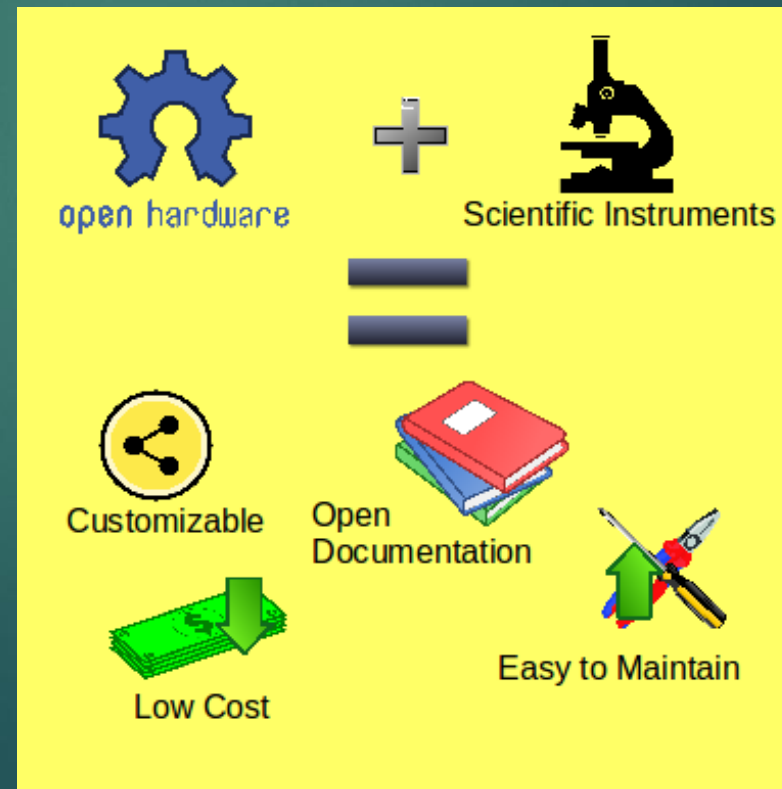 open hardware
Scientific Instruments
Customizable
Open
Documentation
Low Cost
Easy to Maintain